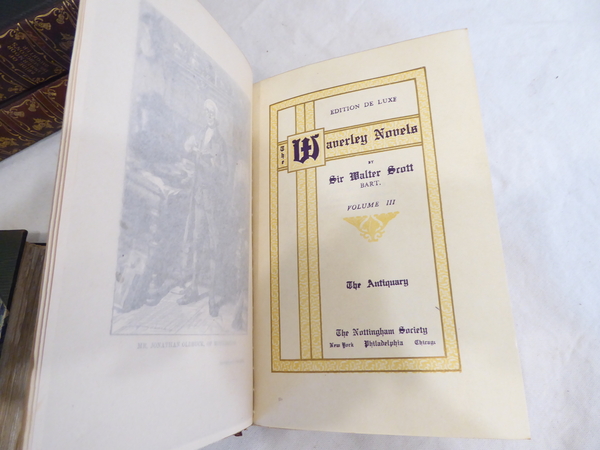 EDITION DE LUXE
The Waverley Novels
BY
Sir Walter Scott
BART.
VOLUME III
The Antiquary
The Nottingham Society
New York Philadelphia Chicago